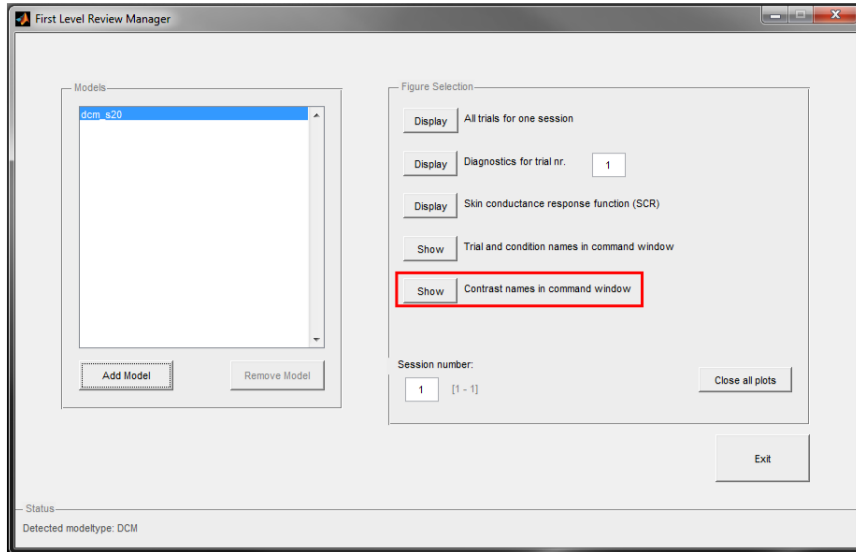 First Level Review Manager
Models
dcm_s20
Add Model
Remove Model
Figure Selection
Display All trials for one session
Display Diagnostics for trial nr. 1
Display Skin conductance response function (SCR)
Show Trial and condition names in command window
Show Contrast names in command window
Session number:
1 [1 - 1]
Close all plots
Exit
Status
Detected modeltype: DCM